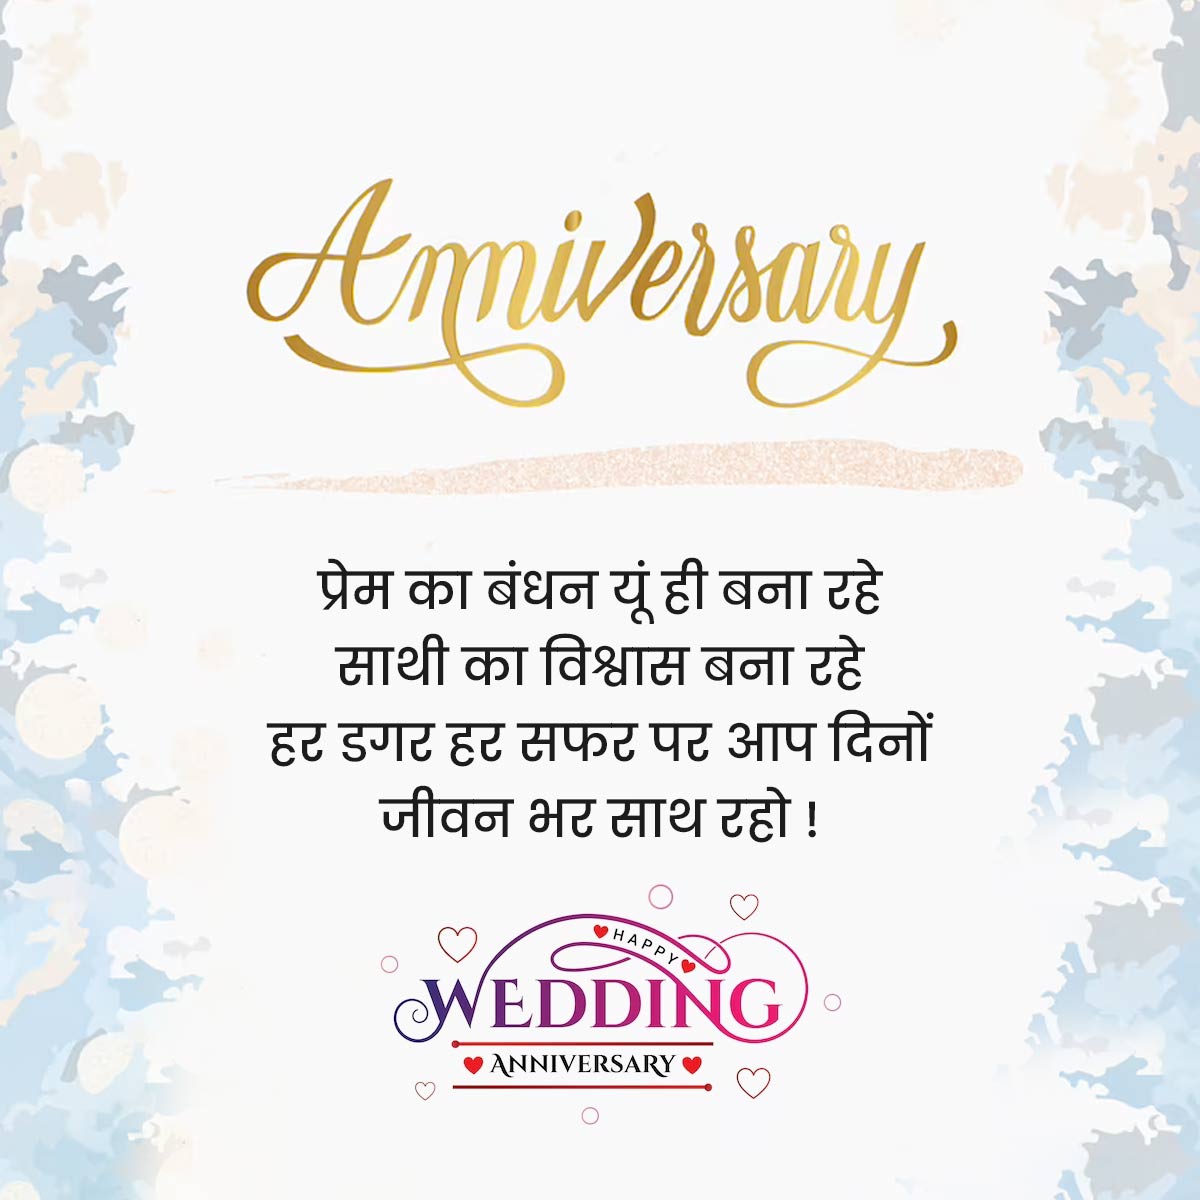 Anniversary
प्रेम का बंधन यूं ही बना रहे
साथी का विश्वास बना रहे
हर डगर हर सफर पर आप दिनों
जीवन भर साथ रहो !
HAPPY
WEDDING
ANNIVERSARY